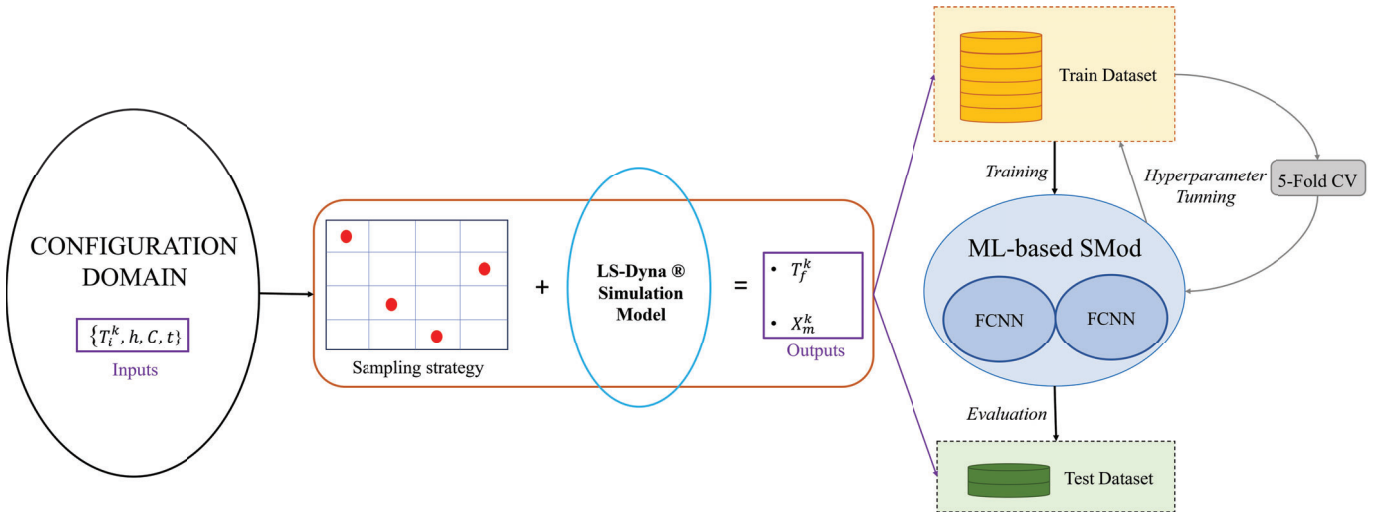 CONFIGURATION
DOMAIN
{T_i^k, h, C, t}
Inputs
Sampling strategy
+
LS-Dyna ®
Simulation
Model
=
• T_f^k
• X_m^k
Outputs
Train Dataset
Training
Hyperparameter
Tunning
5-Fold CV
ML-based SMod
FCNN
FCNN
Evaluation
Test Dataset